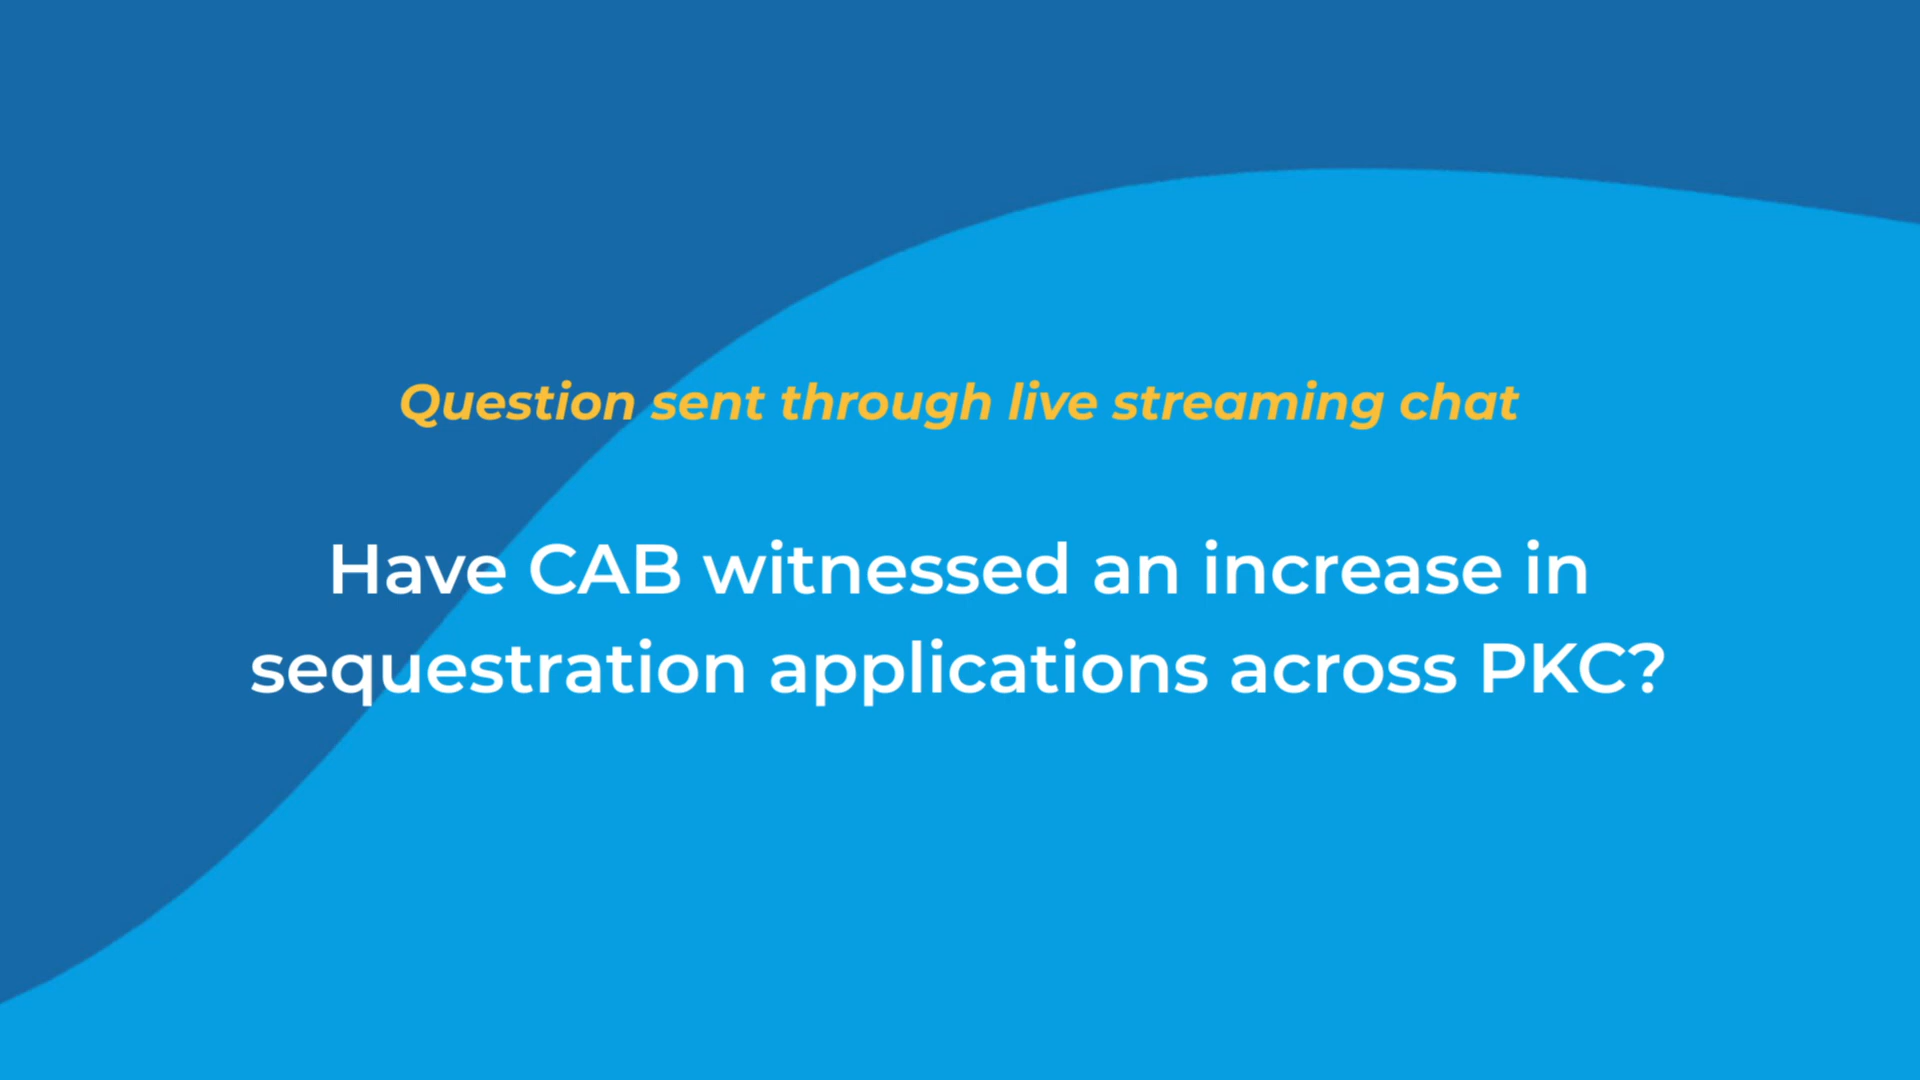 Question sent through live streaming chat
Have CAB witnessed an increase in
sequestration applications across PKC?